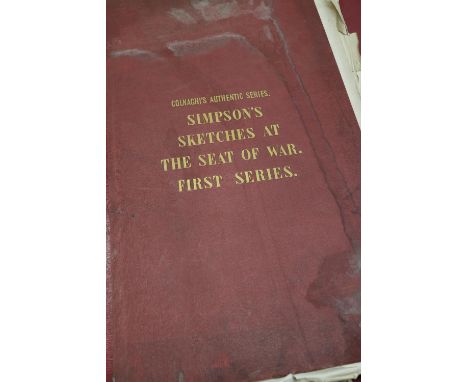 COLNAGHI'S AUTHENTIC SERIES.
SIMPSON'S
SKETCHES AT
THE SEAT OF WAR.
FIRST SERIES.